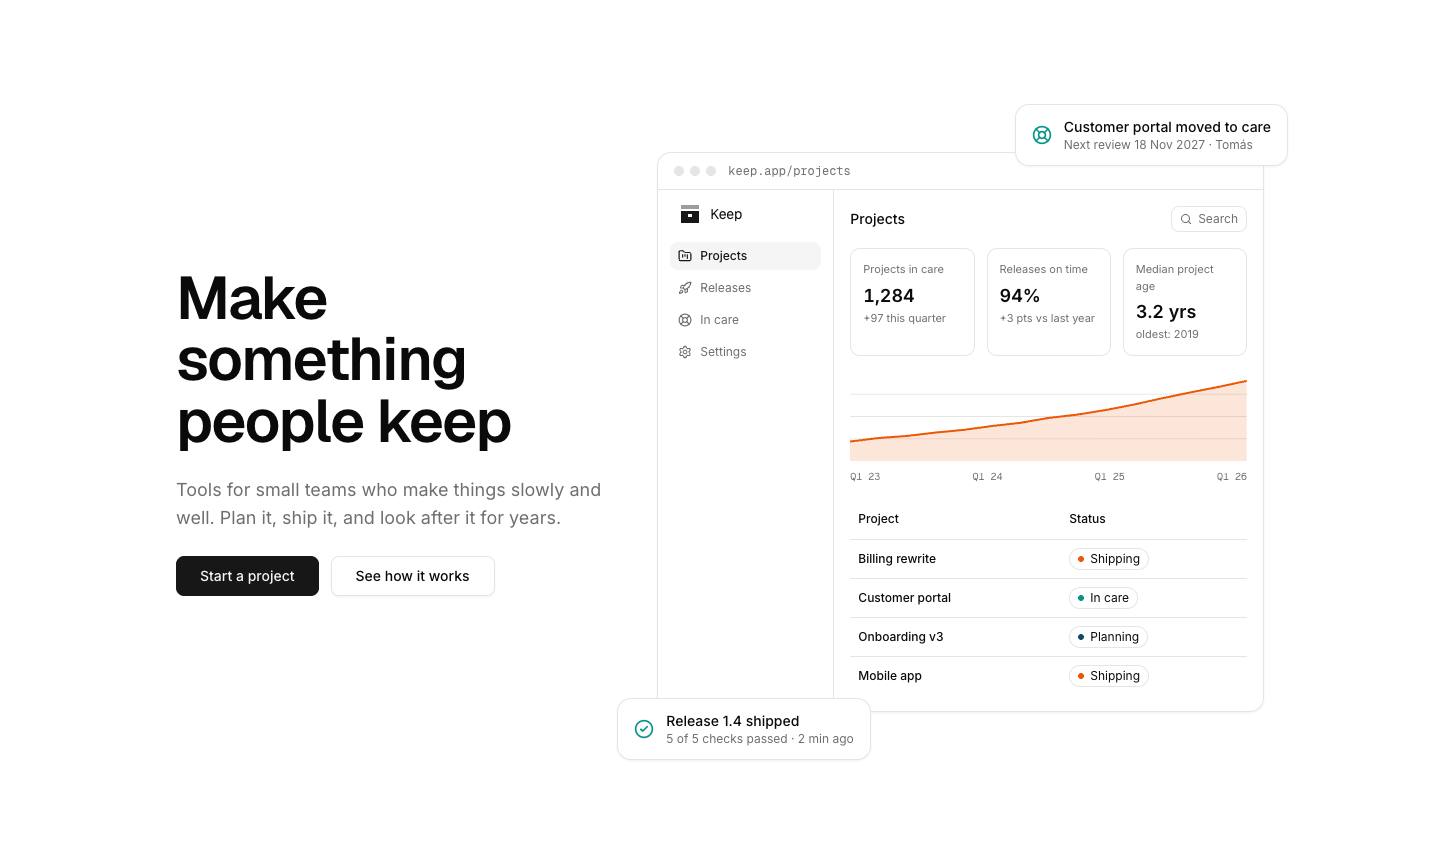 Make
something
people keep
Tools for small teams who make things slowly and
well. Plan it, ship it, and look after it for years.
Start a project
See how it works
Customer portal moved to care
Next review 18 Nov 2027 · Tomás
keep.app/projects
Keep
Projects
Releases
In care
Settings
Projects
Search
Projects in care
1,284
+97 this quarter
Releases on time
94%
+3 pts vs last year
Median project
age
3.2 yrs
oldest: 2019
Q1 23 Q1 24 Q1 25 Q1 26
Project Status
Billing rewrite Shipping
Customer portal In care
Onboarding v3 Planning
Mobile app Shipping
Release 1.4 shipped
5 of 5 checks passed · 2 min ago